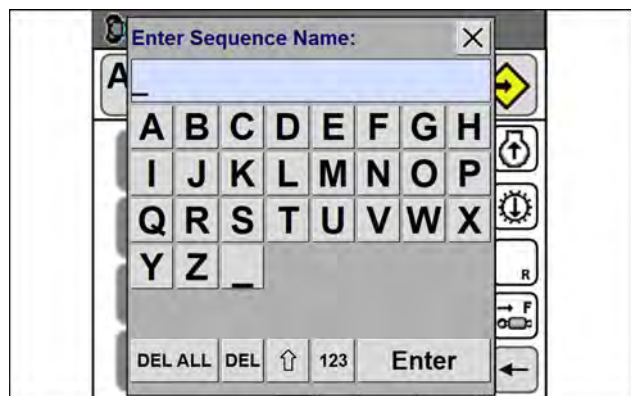 Enter Sequence Name:
A
_
A B C D E F G H
I J K L M N O P
Q R S T U V W X
Y Z _
R
F
DEL ALL DEL 123 Enter